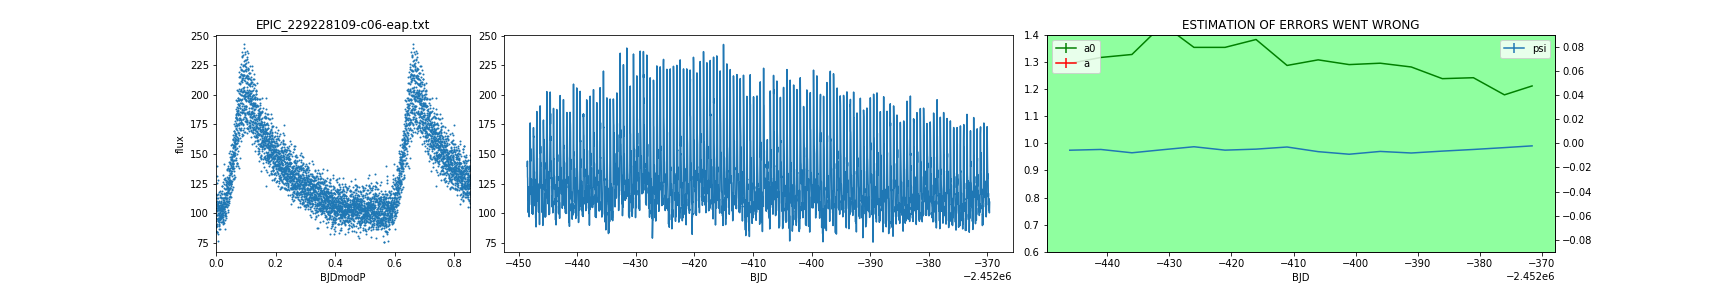 EPIC_229228109-c06-eap.txt
flux
250
225
200
175
150
125
100
75
0.0 0.2 0.4 0.6 0.8
BJDmodP
250
225
200
175
150
125
100
75
−450 −440 −430 −420 −410 −400 −390 −380 −370
BJD
−2.452e6
ESTIMATION OF ERRORS WENT WRONG
a0
a
psi
1.4
1.3
1.2
1.1
1.0
0.9
0.8
0.7
0.6
0.08
0.06
0.04
0.02
0.00
−0.02
−0.04
−0.06
−0.08
−440 −430 −420 −410 −400 −390 −380 −370
BJD
−2.452e6